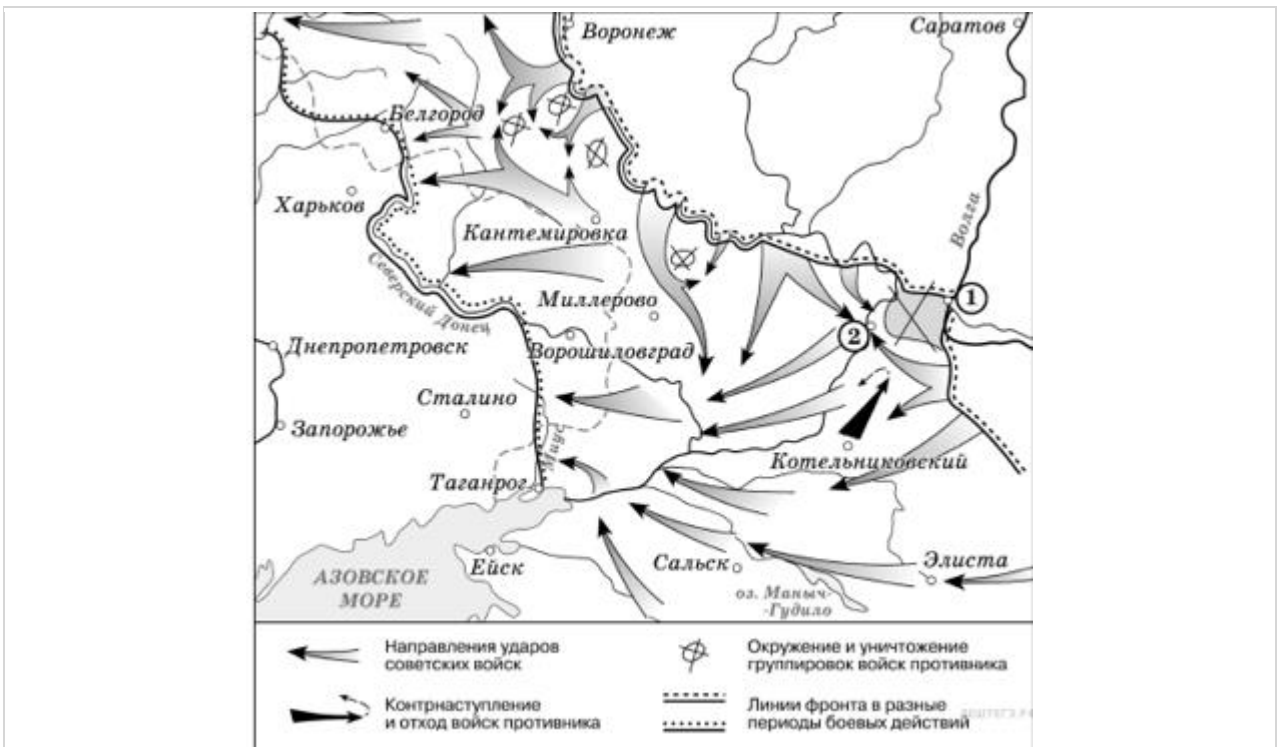 Воронеж
Саратов
Белгород
Волга
Харьков
Кантемировка
Северский Донец
Миллерово
1
2
Днепропетровск
Ворошиловград
Сталино
Запорожье
Миус
Котельниковский
Таганрог
Элиста
Ейск
Сальск
АЗОВСКОЕ
МОРЕ
оз. Маныч-
-Гудило
Направления ударов
советских войск
Окружение и уничтожение
группировок войск противника
Контрнаступление
и отход войск противника
Линии фронта в разные
периоды боевых действий